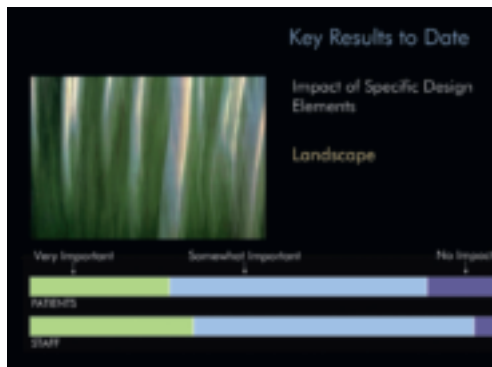 Key Results to Date
Impact of Specific Design
Elements
Landscape
Very Important Somewhat Important No Impact
PATIENTS
STAFF